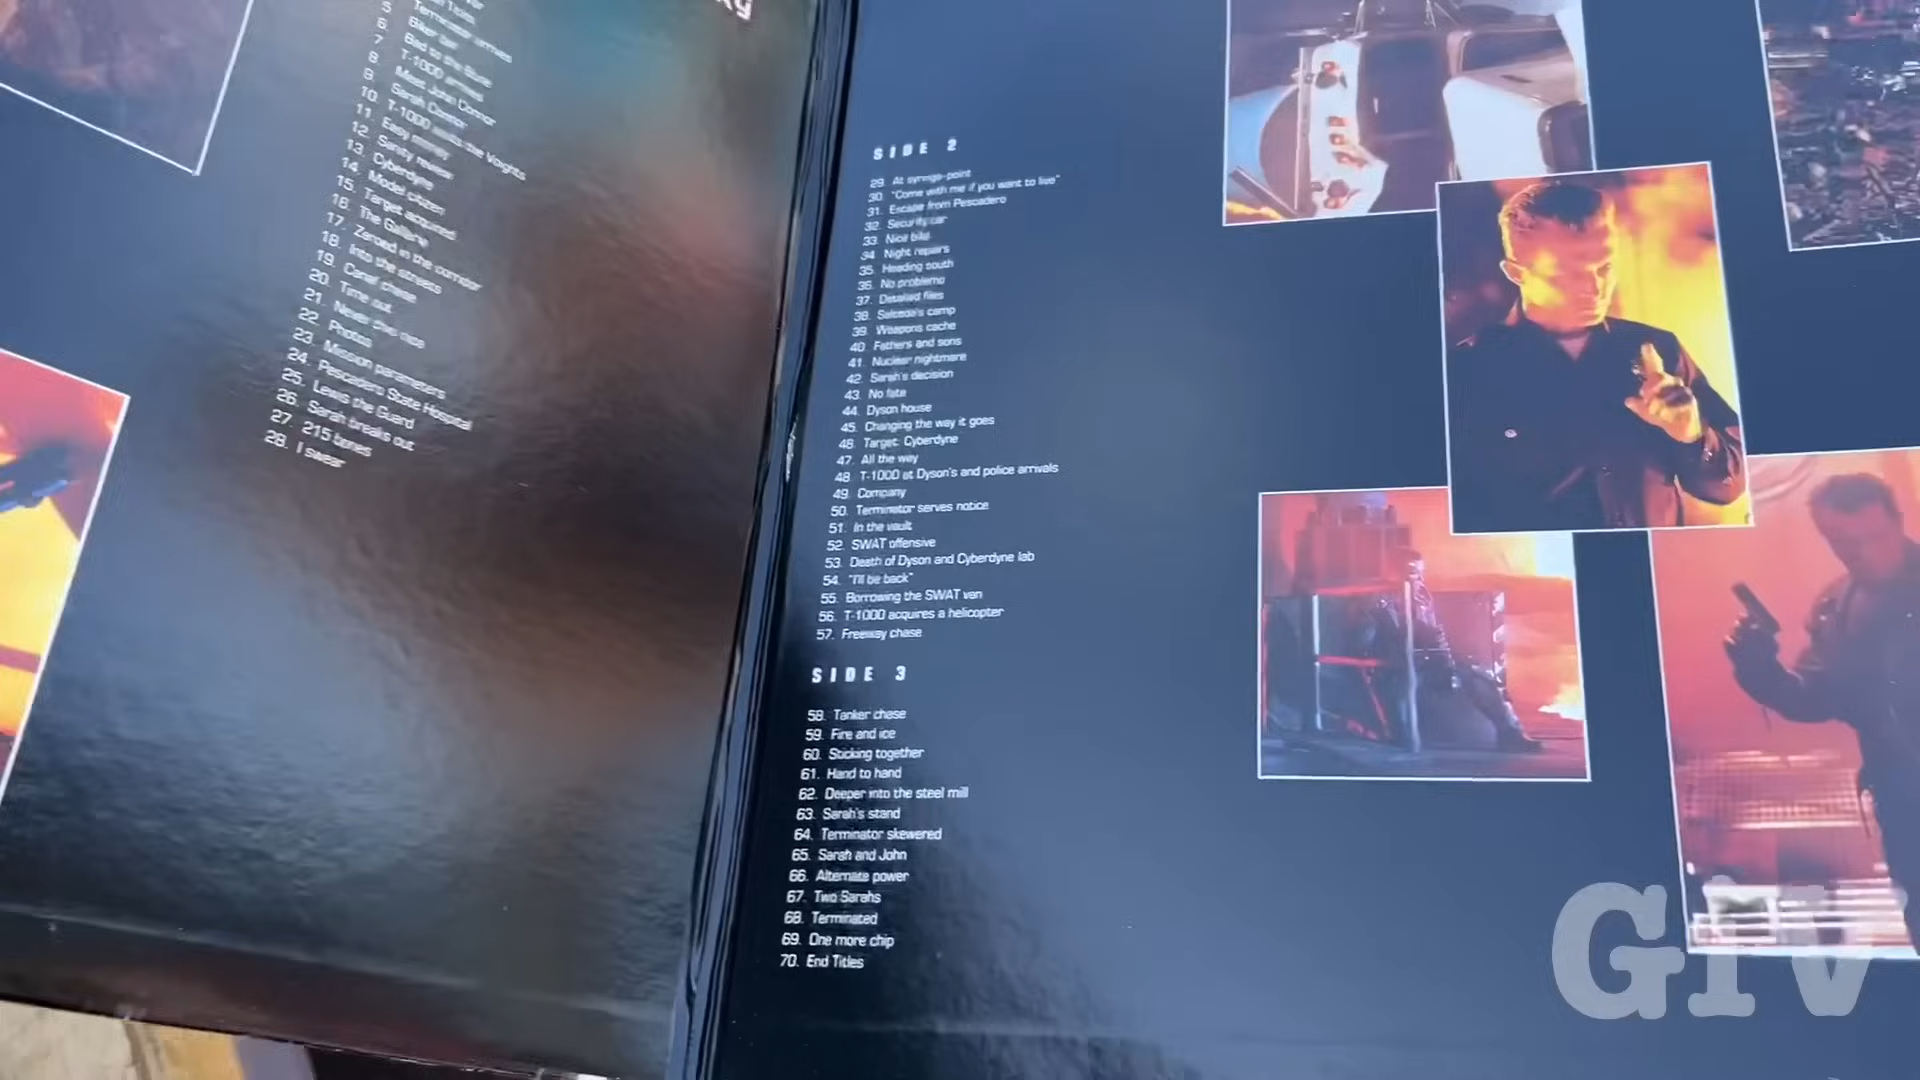 5. Terminator arrives
6. Biker bar
7. Bad to the Bone
8. T-1000 arrives
9. Meet John Connor
10. Sarah Connor
11. T-1000 visits the Voights
12. Easy money
13. Sanity review
14. Cyberdyne
15. Model citizen
16. Target acquired
17. The Galleria
18. Zeroed in the corridor
19. Into the streets
20. Canal chase
21. Time out
22. Never this nice
23. Photos
24. Mission parameters
25. Pescadero State Hospital
26. Lewis the Guard
27. Sarah breaks out
28. 215 bones
I swear
SIDE 2
29. At syringe-point
30. "Come with me if you want to live"
31. Escape from Pescadero
32. Security car
33. Nice bike
34. Night repairs
35. Heading south
36. No problemo
37. Detailed files
38. Salceda's camp
39. Weapons cache
40. Fathers and sons
41. Nuclear nightmare
42. Sarah's decision
43. No fate
44. Dyson house
45. Changing the way it goes
46. Target: Cyberdyne
47. All the way
48. T-1000 at Dyson's and police arrivals
49. Company
50. Terminator serves notice
51. In the vault
52. SWAT offensive
53. Death of Dyson and Cyberdyne lab
54. "I'll be back"
55. Borrowing the SWAT van
56. T-1000 acquires a helicopter
57. Freeway chase
SIDE 3
58. Tanker chase
59. Fire and ice
60. Sticking together
61. Hand to hand
62. Deeper into the steel mill
63. Sarah's stand
64. Terminator skewered
65. Sarah and John
66. Alternate power
67. Two Sarahs
68. Terminated
69. One more chip
70. End Titles
GIV